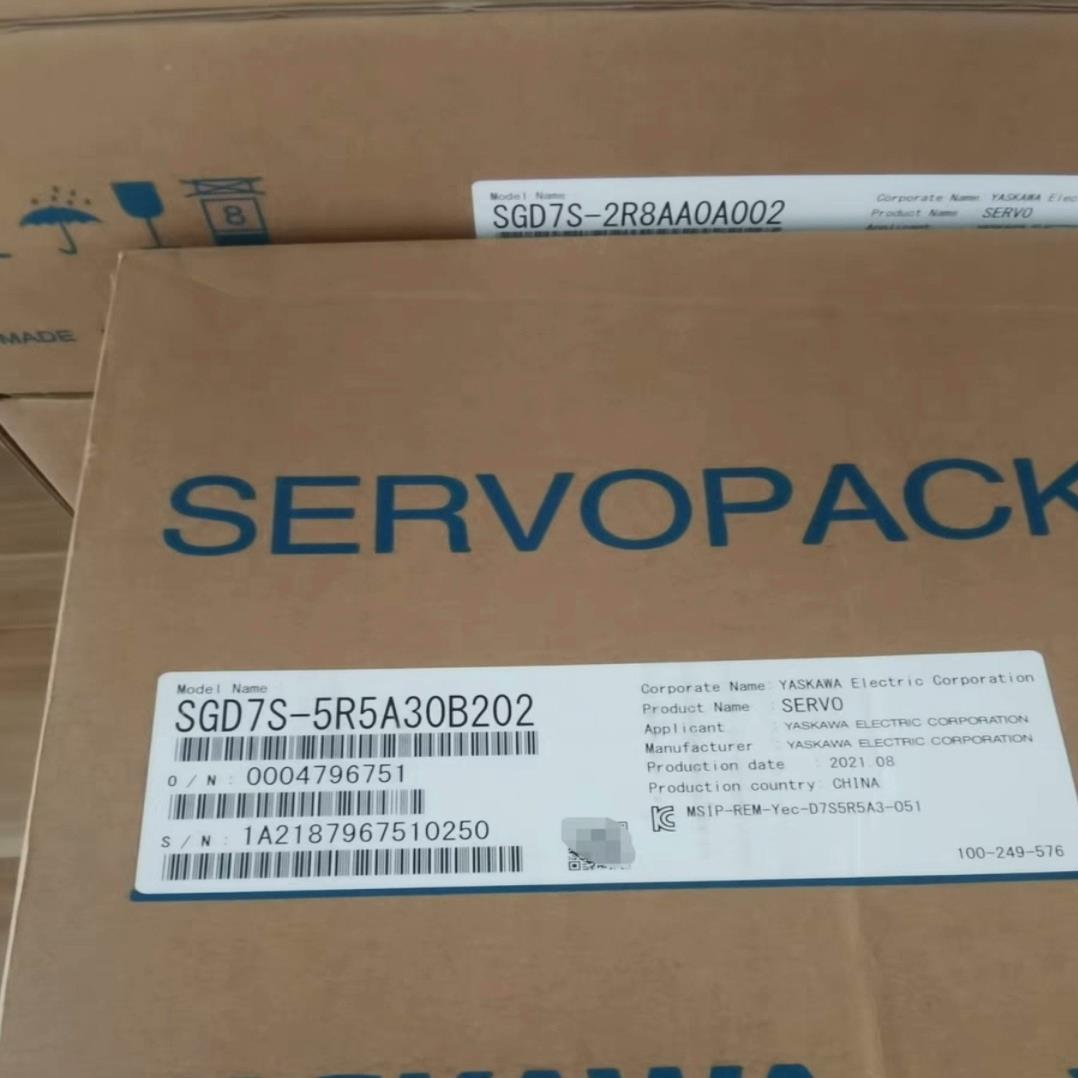 Model Name
SGD7S-2R8AA0A002
Corporate Name YASKAWA Elec
Product Name SERVO
Applicant
8
MADE
SERVOPACK
Model Name
SGD7S-5R5A30B202
O/N: 0004796751
S/N: 1A2187967510250
Corporate Name: YASKAWA Electric Corporation
Product Name : SERVO
Applicant : YASKAWA ELECTRIC CORPORATION
Manufacturer : YASKAWA ELECTRIC CORPORATION
Production date : 2021.08
Production country: CHINA
MSIP-REM-Yec-D7S5R5A3-051
100-249-576